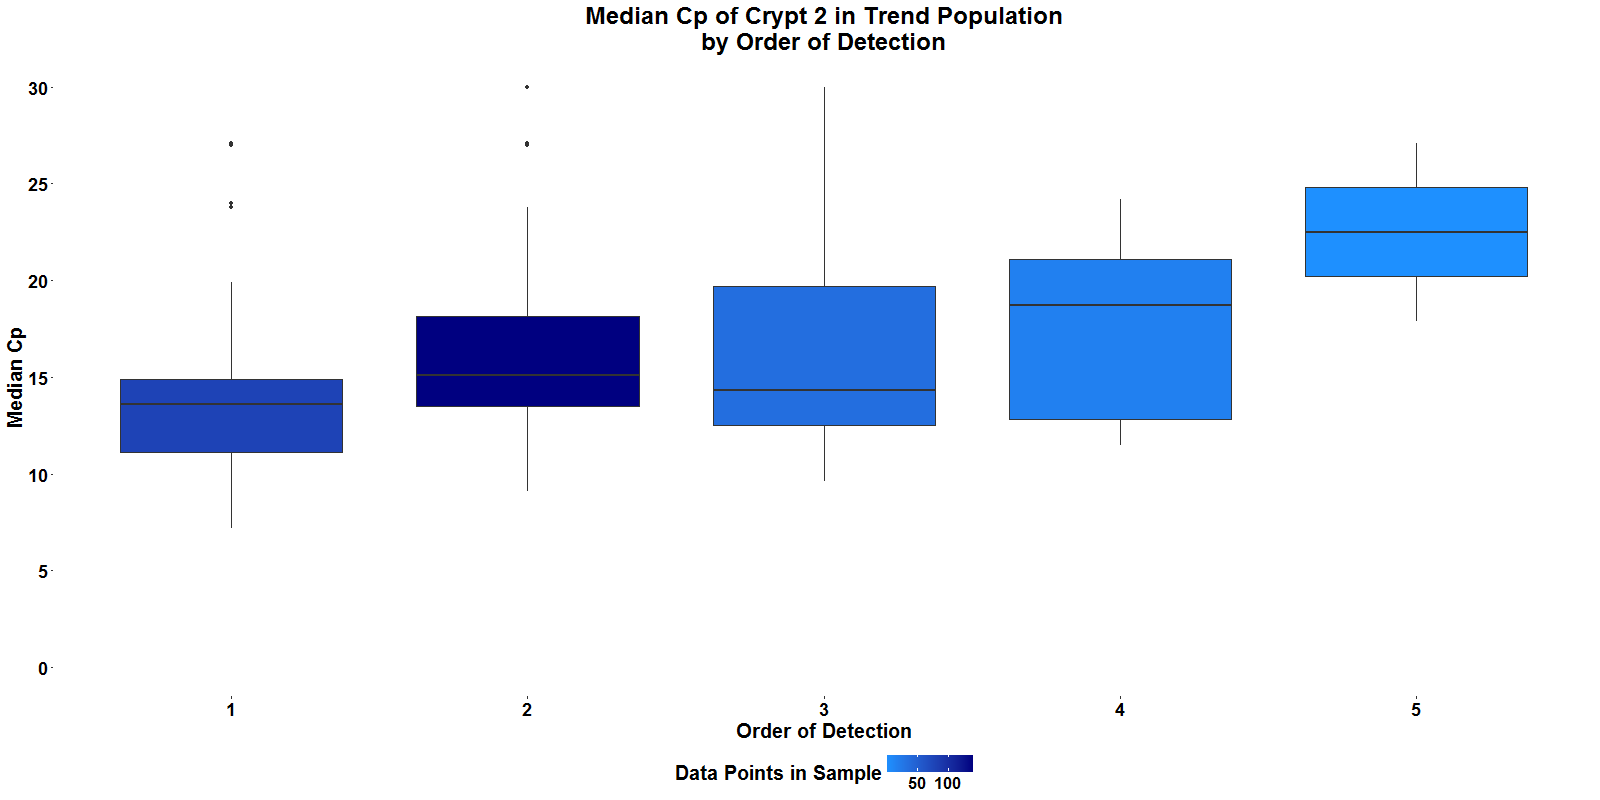 Median Cp of Crypt 2 in Trend Population
by Order of Detection
Median Cp
30
25
20
15
10
5
0
1 2 3 4 5
Order of Detection
Data Points in Sample
50 100